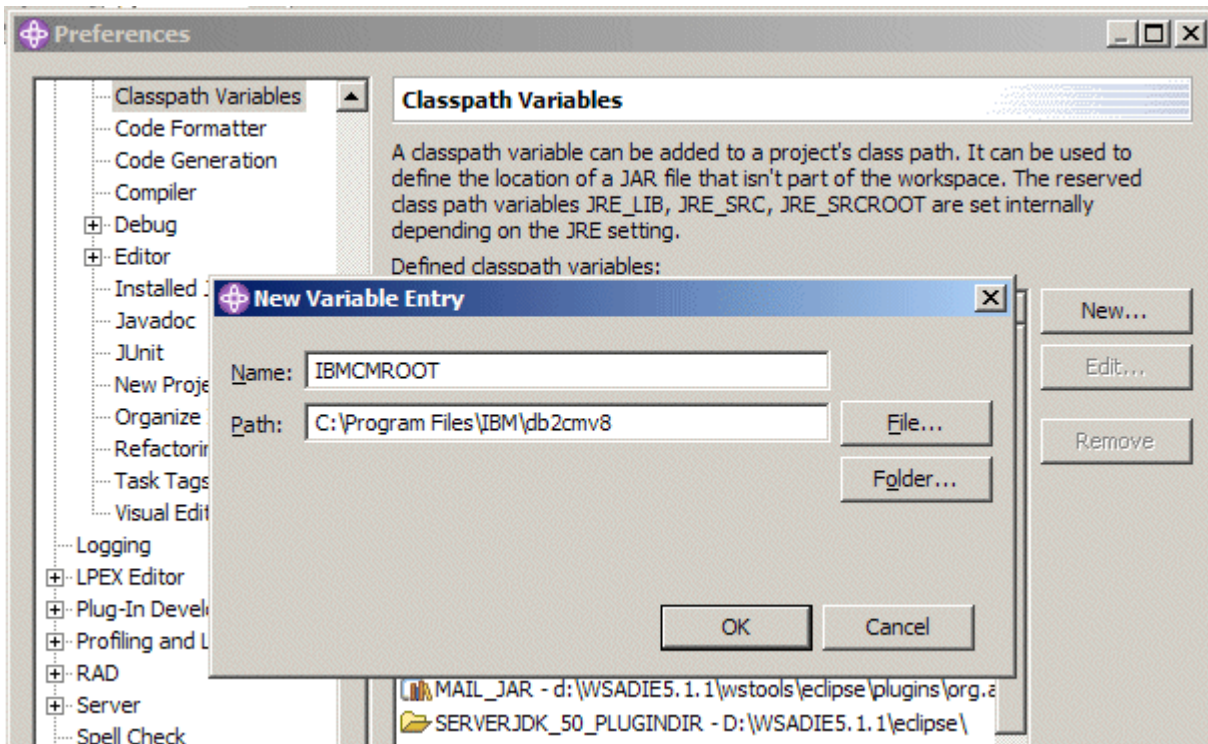 Preferences
Classpath Variables
Code Formatter
Code Generation
Compiler
Debug
Editor
Installed
Javadoc
JUnit
New Proje
Organize
Refactorin
Task Tags
Visual Edit
Logging
LPEX Editor
Plug-In Devel
Profiling and L
RAD
Server
Spell Check
Classpath Variables
A classpath variable can be added to a project's class path. It can be used to
define the location of a JAR file that isn't part of the workspace. The reserved
class path variables JRE_LIB, JRE_SRC, JRE_SRCROOT are set internally
depending on the JRE setting.
Defined classpath variables:
New...
Edit...
Remove
New Variable Entry
Name: IBMCMROOT
Path: C:\Program Files\IBM\db2cmv8
File...
Folder...
OK
Cancel
MAIL_JAR - d:\WSADIE5.1.1\wstools\eclipse\plugins\org.a
SERVERJDK_50_PLUGINDIR - D:\WSADIE5.1.1\eclipse\